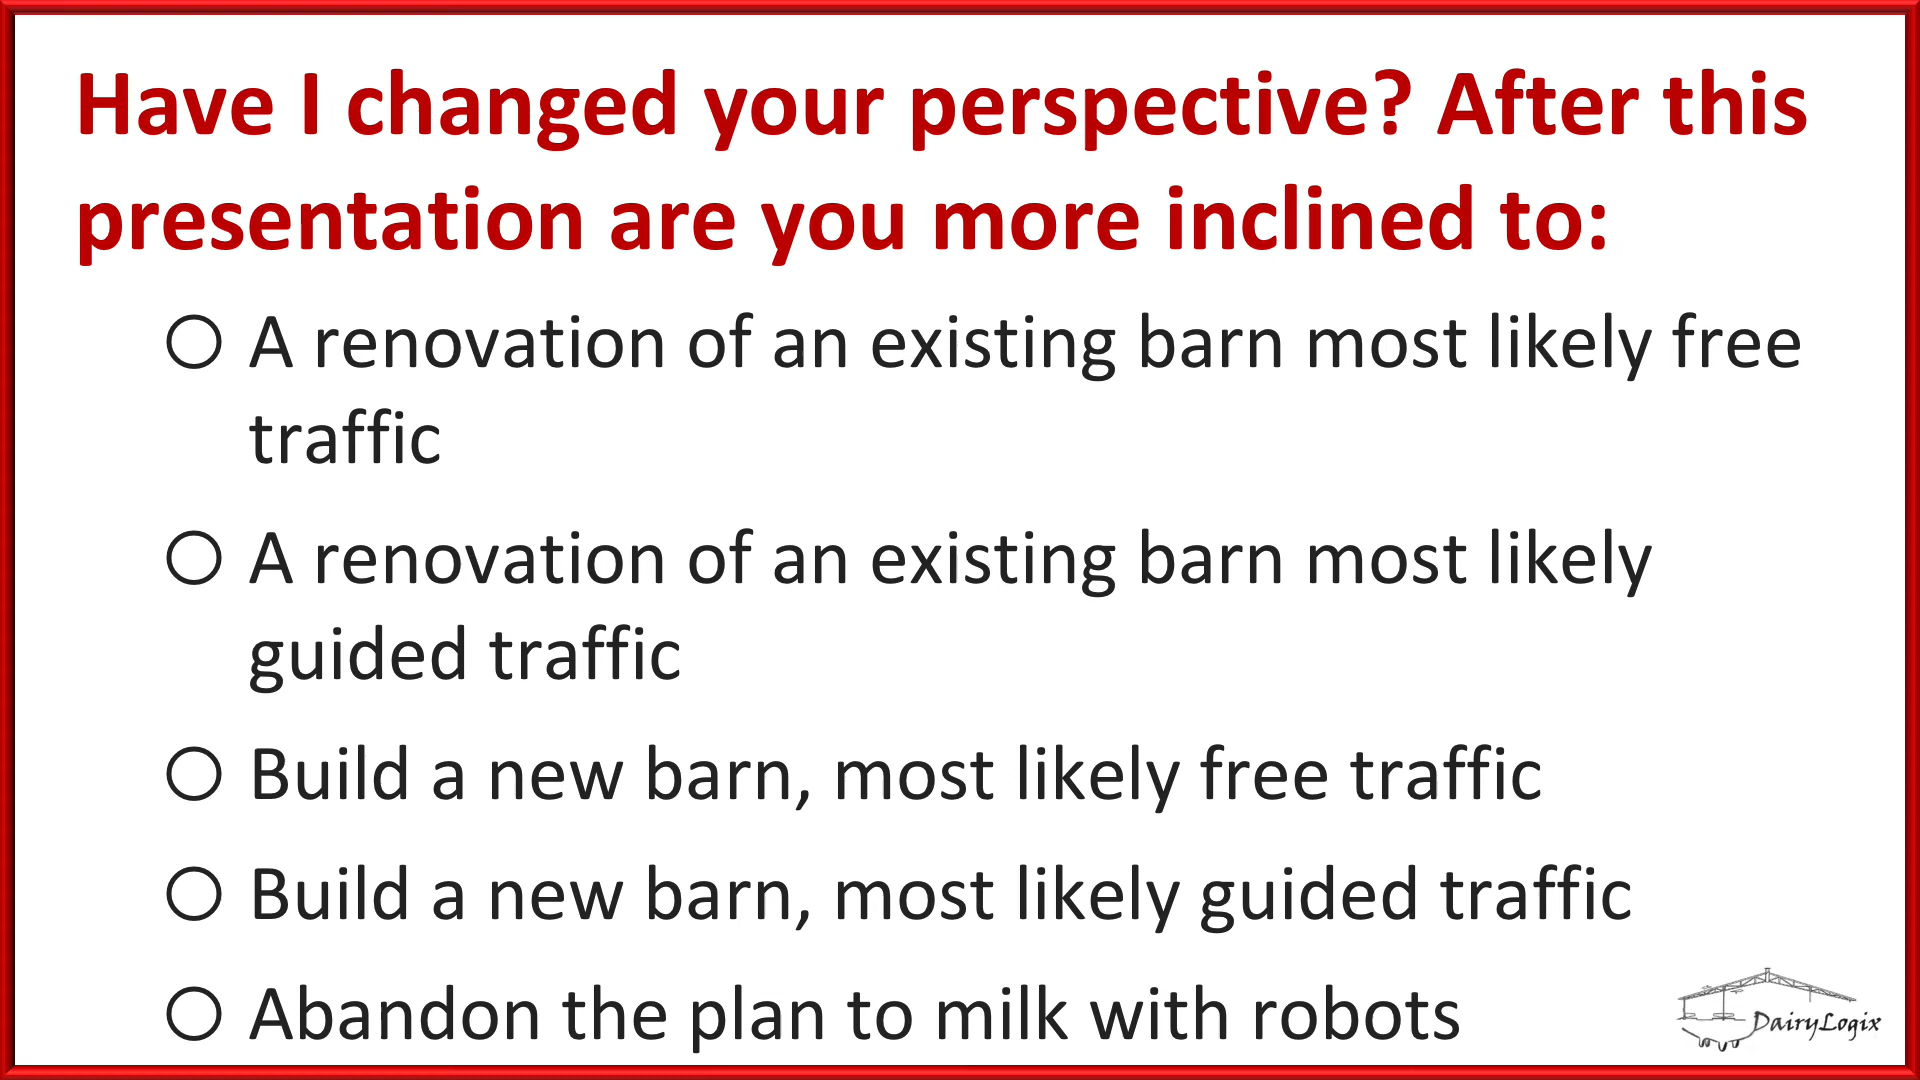 Have I changed your perspective? After this
presentation are you more inclined to:
A renovation of an existing barn most likely free
traffic
A renovation of an existing barn most likely
guided traffic
Build a new barn, most likely free traffic
Build a new barn, most likely guided traffic
Abandon the plan to milk with robots
DairyLogix